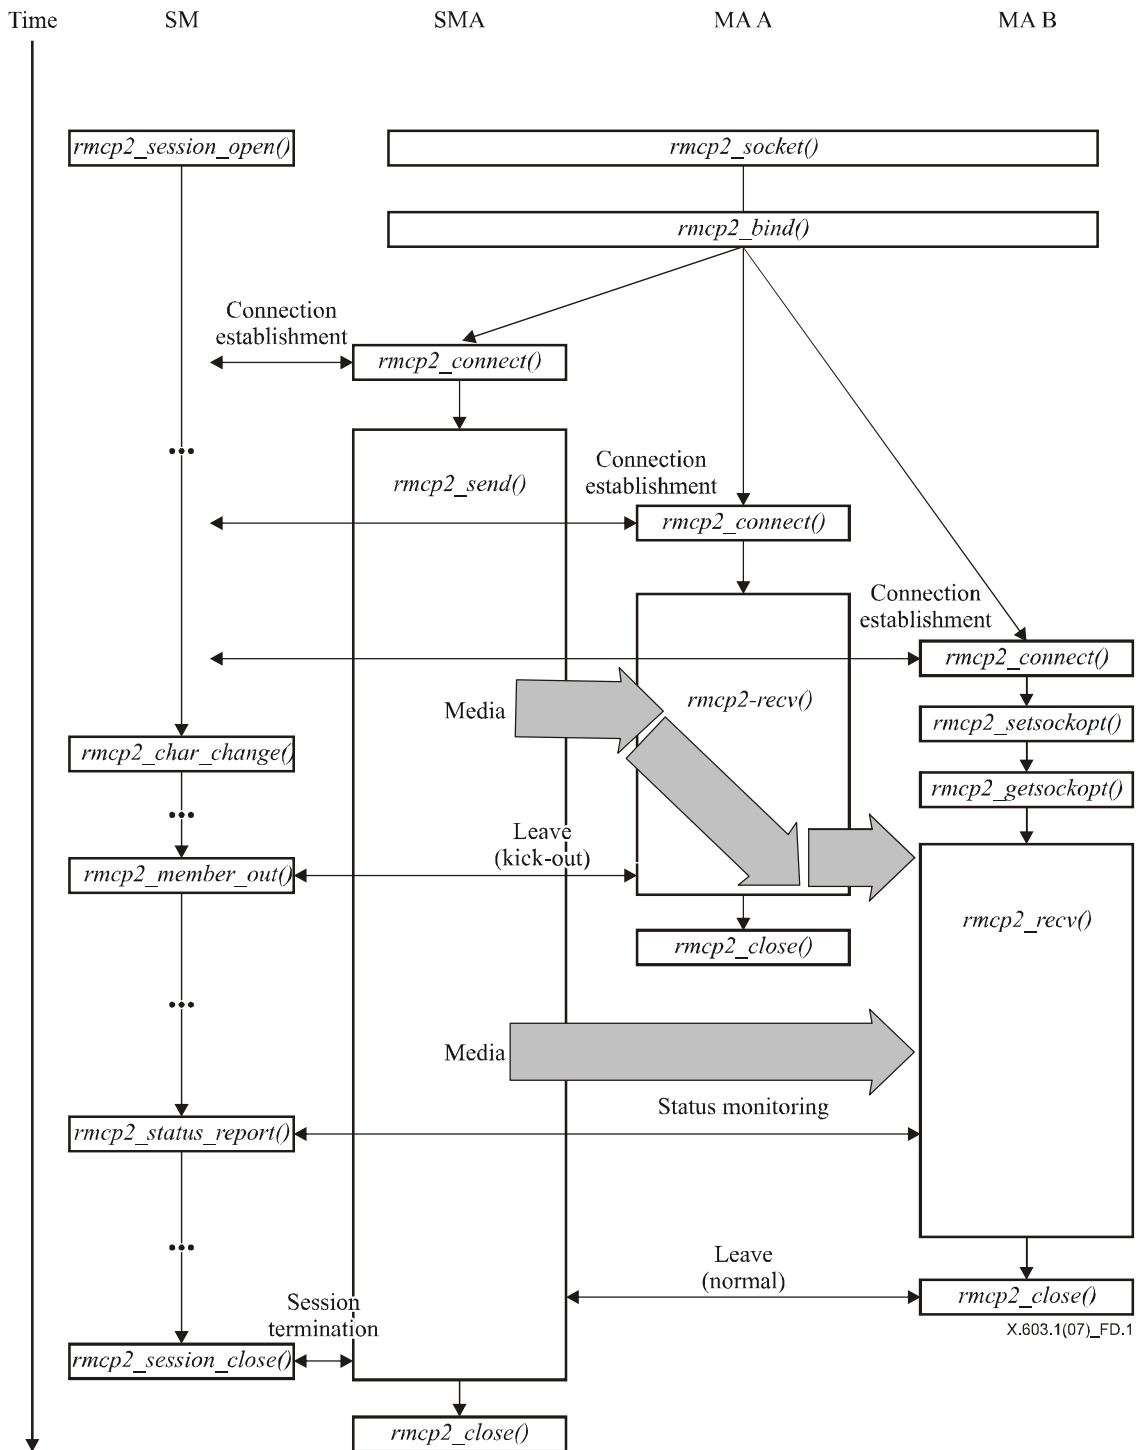 Time SM SMA MA A MA B
rmcp2_session_open()
rmcp2_socket()
rmcp2_bind()
Connection
establishment
rmcp2_connect()
rmcp2_send()
Connection
establishment
rmcp2_connect()
Connection
establishment
rmcp2_connect()
Media
rmcp2-recv()
rmcp2_setsockopt()
rmcp2_char_change()
rmcp2_getsockopt()
Leave
(kick-out)
rmcp2_member_out()
rmcp2_recv()
rmcp2_close()
Media
Status monitoring
rmcp2_status_report()
Leave
(normal)
rmcp2_close()
Session
termination
X.603.1(07)_FD.1
rmcp2_session_close()
rmcp2_close()